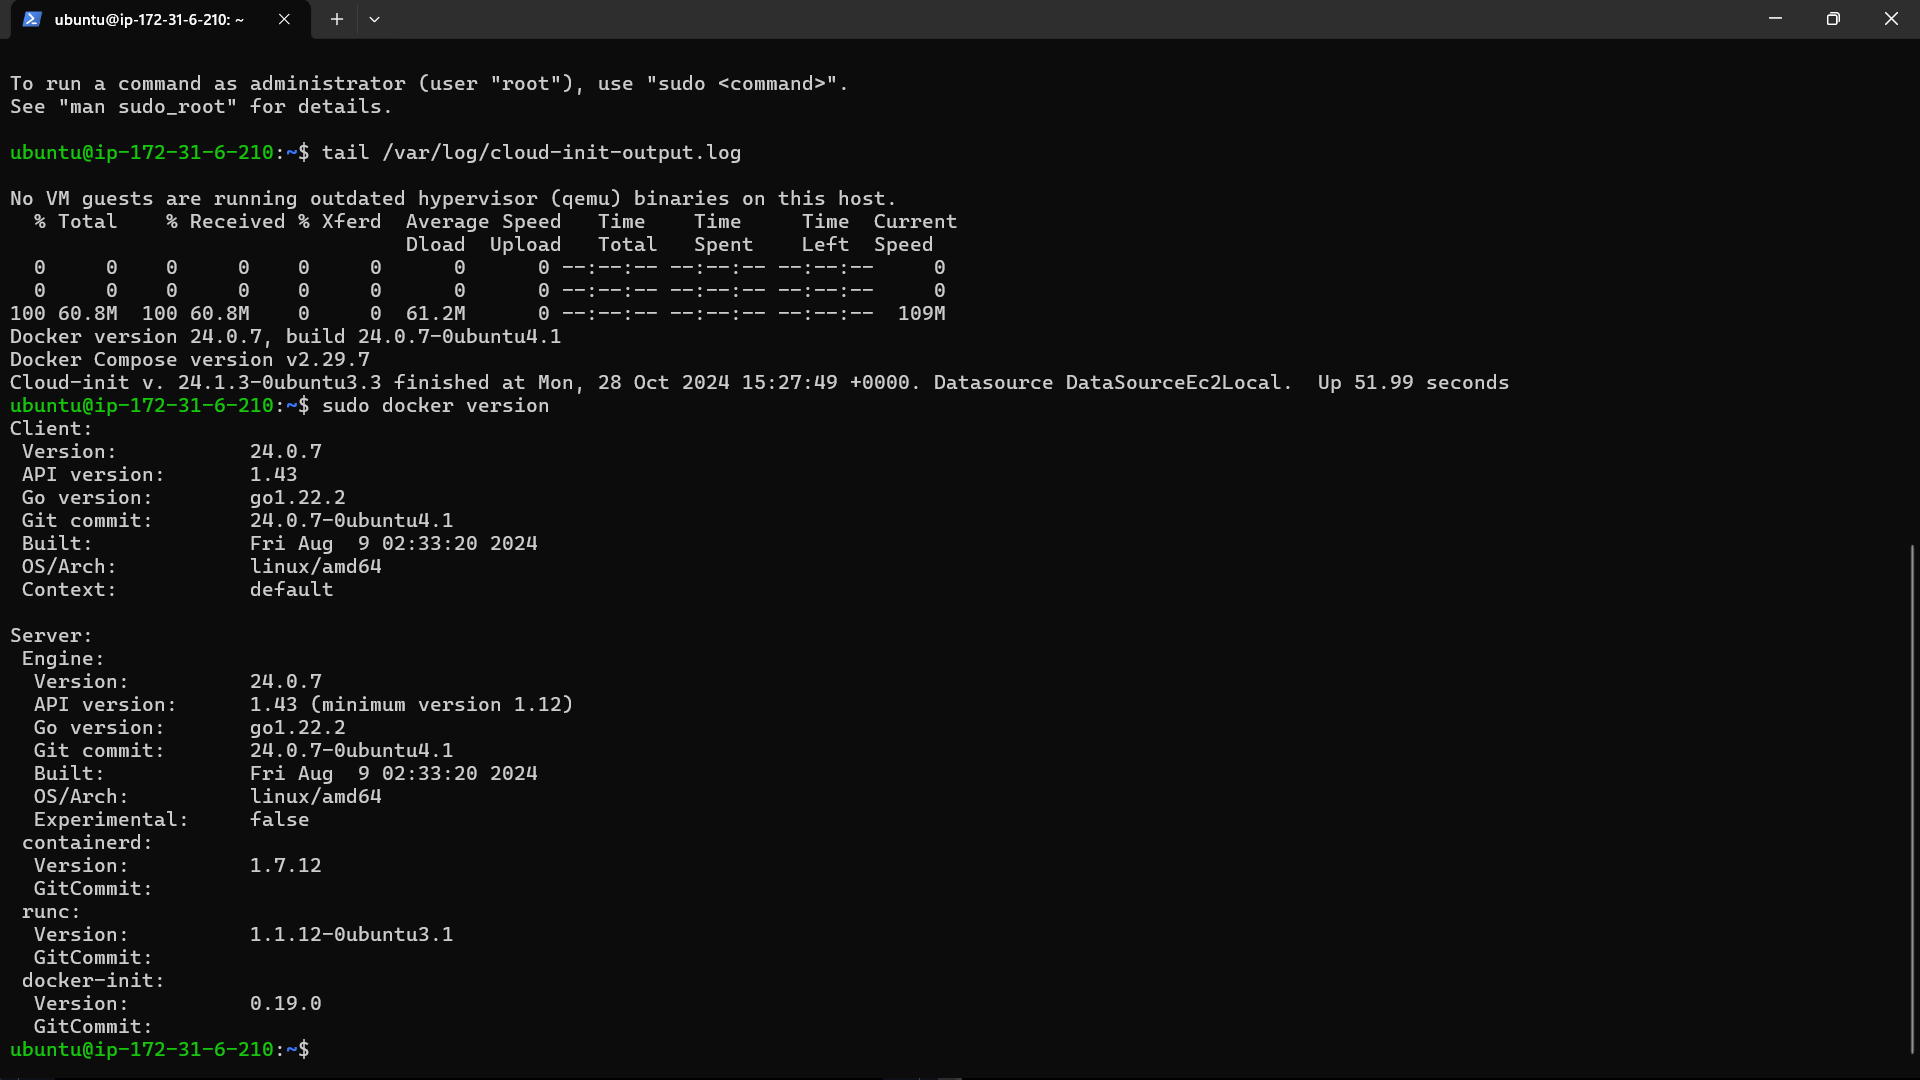 ubuntu@ip-172-31-6-210: ~
To run a command as administrator (user "root"), use "sudo <command>".
See "man sudo_root" for details.
ubuntu@ip-172-31-6-210:~$ tail /var/log/cloud-init-output.log
No VM guests are running outdated hypervisor (qemu) binaries on this host.
  % Total    % Received % Xferd  Average Speed   Time    Time     Time  Current
                                 Dload  Upload   Total   Spent    Left  Speed
  0     0    0     0    0     0      0      0 --:--:-- --:--:-- --:--:--     0
  0     0    0     0    0     0      0      0 --:--:-- --:--:-- --:--:--     0
100 60.8M  100 60.8M    0     0  61.2M      0 --:--:-- --:--:-- --:--:--  109M
Docker version 24.0.7, build 24.0.7-0ubuntu4.1
Docker Compose version v2.29.7
Cloud-init v. 24.1.3-0ubuntu3.3 finished at Mon, 28 Oct 2024 15:27:49 +0000. Datasource DataSourceEc2Local.  Up 51.99 seconds
ubuntu@ip-172-31-6-210:~$ sudo docker version
Client:
 Version:           24.0.7
 API version:       1.43
 Go version:        go1.22.2
 Git commit:        24.0.7-0ubuntu4.1
 Built:             Fri Aug  9 02:33:20 2024
 OS/Arch:           linux/amd64
 Context:           default
Server:
 Engine:
  Version:          24.0.7
  API version:      1.43 (minimum version 1.12)
  Go version:       go1.22.2
  Git commit:       24.0.7-0ubuntu4.1
  Built:            Fri Aug  9 02:33:20 2024
  OS/Arch:          linux/amd64
  Experimental:     false
 containerd:
  Version:          1.7.12
  GitCommit:
 runc:
  Version:          1.1.12-0ubuntu3.1
  GitCommit:
 docker-init:
  Version:          0.19.0
  GitCommit:
ubuntu@ip-172-31-6-210:~$